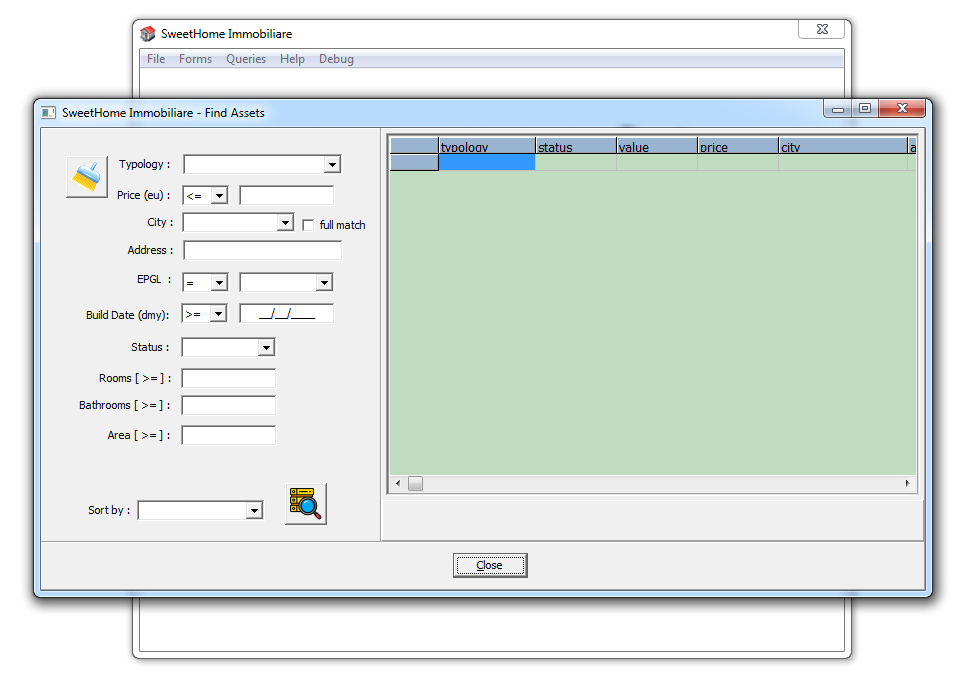 SweetHome Immobiliare
File Forms Queries Help Debug
SweetHome Immobiliare - Find Assets
Typology :
Price (eu) : <=
City : full match
Address :
EPGL : =
Build Date (dmy): >= __/__/____
Status :
Rooms [ >= ] :
Bathrooms [ >= ] :
Area [ >= ] :
Sort by :
typology status value price city a
Close